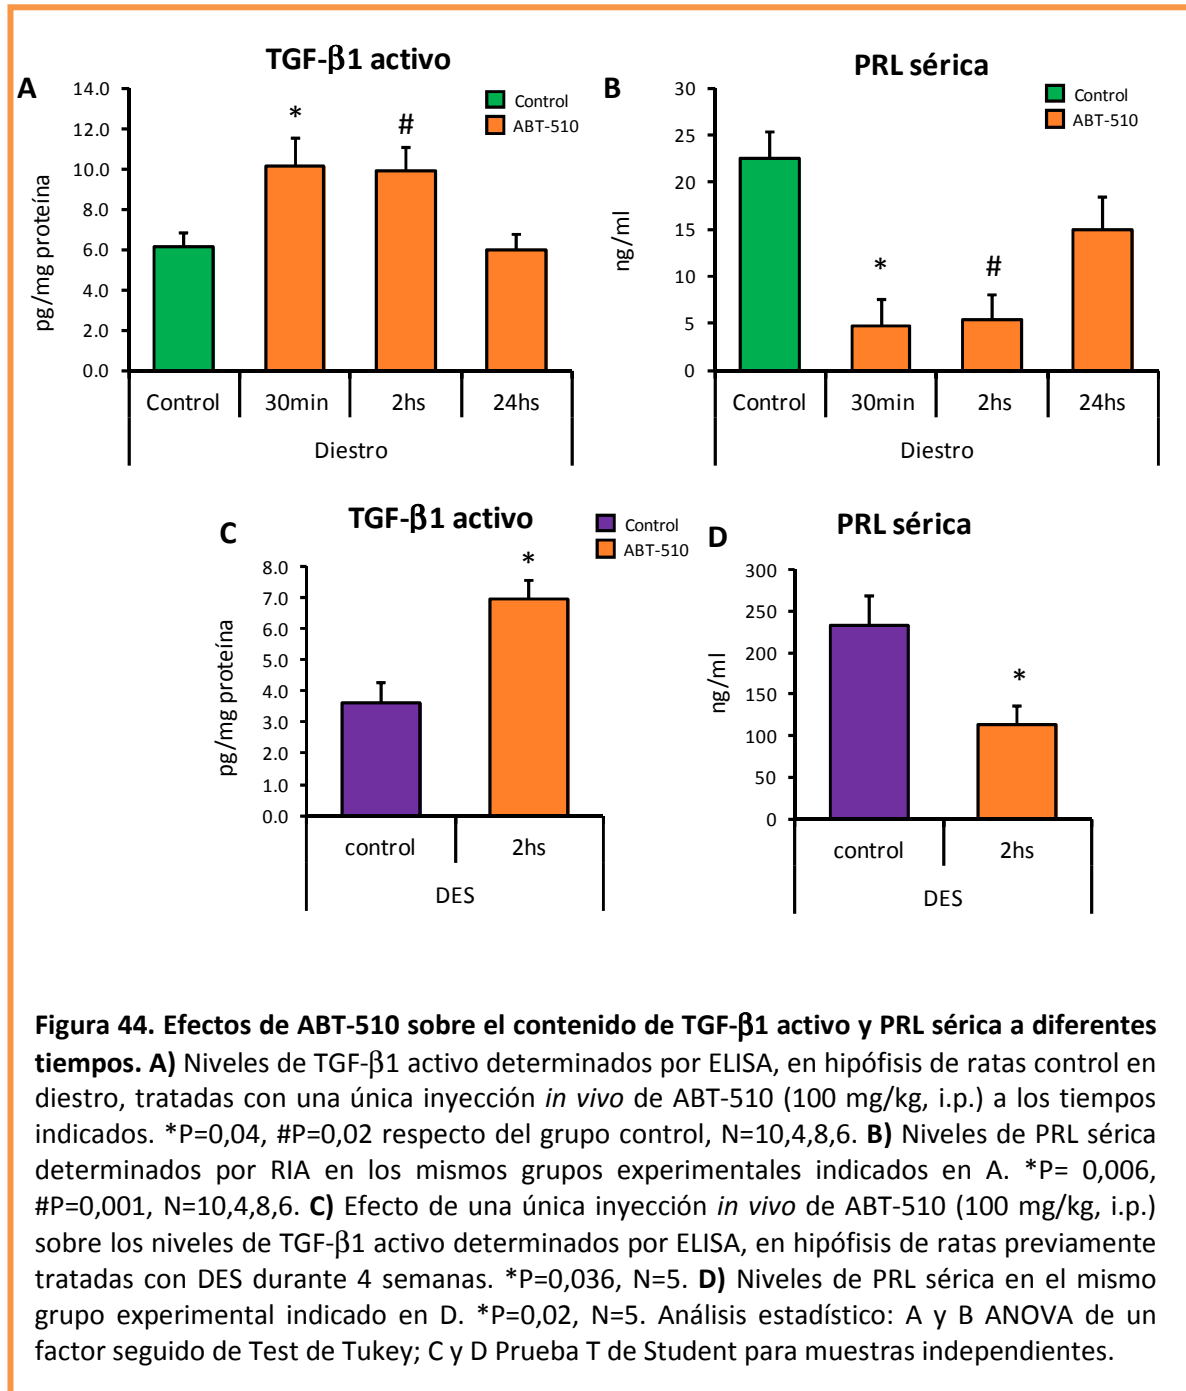 TGF-β1 activo
A
14.0
12.0
10.0
8.0
6.0
4.0
2.0
0.0
pg/mg proteína
*
#
Control
ABT-510
Control 30min 2hs 24hs
Diestro
PRL sérica
B
30
25
20
15
10
5
0
ng/ml
*
#
Control
ABT-510
Control 30min 2hs 24hs
Diestro
TGF-β1 activo
C
8.0
7.0
6.0
5.0
4.0
3.0
2.0
1.0
0.0
pg/mg proteína
*
Control
ABT-510
control 2hs
DES
PRL sérica
D
300
250
200
150
100
50
0
ng/ml
*
control 2hs
DES
Figura 44. Efectos de ABT-510 sobre el contenido de TGF-β1 activo y PRL sérica a diferentes
tiempos. A) Niveles de TGF-β1 activo determinados por ELISA, en hipófisis de ratas control en
diestro, tratadas con una única inyección in vivo de ABT-510 (100 mg/kg, i.p.) a los tiempos
indicados. *P=0,04, #P=0,02 respecto del grupo control, N=10,4,8,6. B) Niveles de PRL sérica
determinados por RIA en los mismos grupos experimentales indicados en A. *P= 0,006,
#P=0,001, N=10,4,8,6. C) Efecto de una única inyección in vivo de ABT-510 (100 mg/kg, i.p.)
sobre los niveles de TGF-β1 activo determinados por ELISA, en hipófisis de ratas previamente
tratadas con DES durante 4 semanas. *P=0,036, N=5. D) Niveles de PRL sérica en el mismo
grupo experimental indicado en D. *P=0,02, N=5. Análisis estadístico: A y B ANOVA de un
factor seguido de Test de Tukey; C y D Prueba T de Student para muestras independientes.